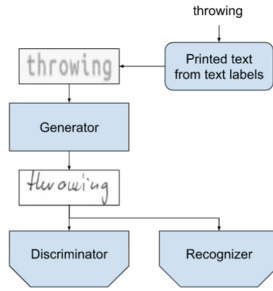 throwing
Printed text
from text labels
throwing
Generator
throwing
Discriminator
Recognizer